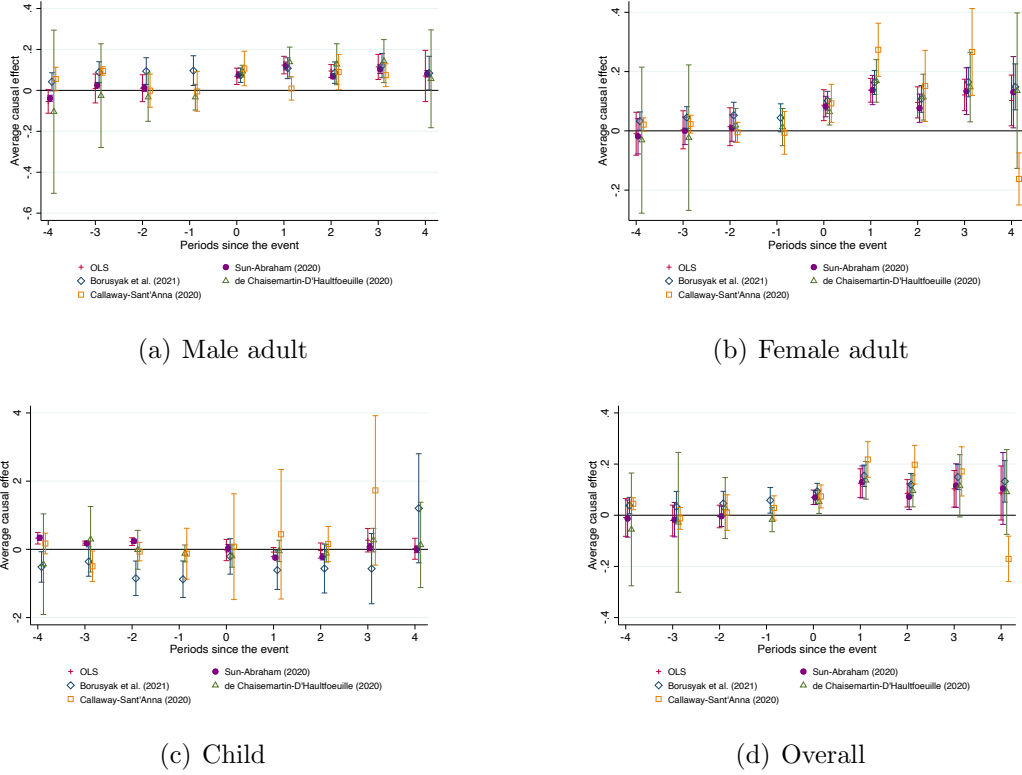 Average causal effect
.4
.2
0
-.2
-.4
-.6
-4 -3 -2 -1 0 1 2 3 4
Periods since the event
OLS Sun-Abraham (2020)
Borusyak et al. (2021) de Chaisemartin-D'Haultfoeuille (2020)
Callaway-Sant'Anna (2020)
(a) Male adult
Average causal effect
.4
.2
0
-.2
-4 -3 -2 -1 0 1 2 3 4
Periods since the event
OLS Sun-Abraham (2020)
Borusyak et al. (2021) de Chaisemartin-D'Haultfoeuille (2020)
Callaway-Sant'Anna (2020)
(b) Female adult
Average causal effect
4
2
0
-2
-4 -3 -2 -1 0 1 2 3 4
Periods since the event
OLS Sun-Abraham (2020)
Borusyak et al. (2021) de Chaisemartin-D'Haultfoeuille (2020)
Callaway-Sant'Anna (2020)
(c) Child
Average causal effect
.4
.2
0
-.2
-.4
-4 -3 -2 -1 0 1 2 3 4
Periods since the event
OLS Sun-Abraham (2020)
Borusyak et al. (2021) de Chaisemartin-D'Haultfoeuille (2020)
Callaway-Sant'Anna (2020)
(d) Overall